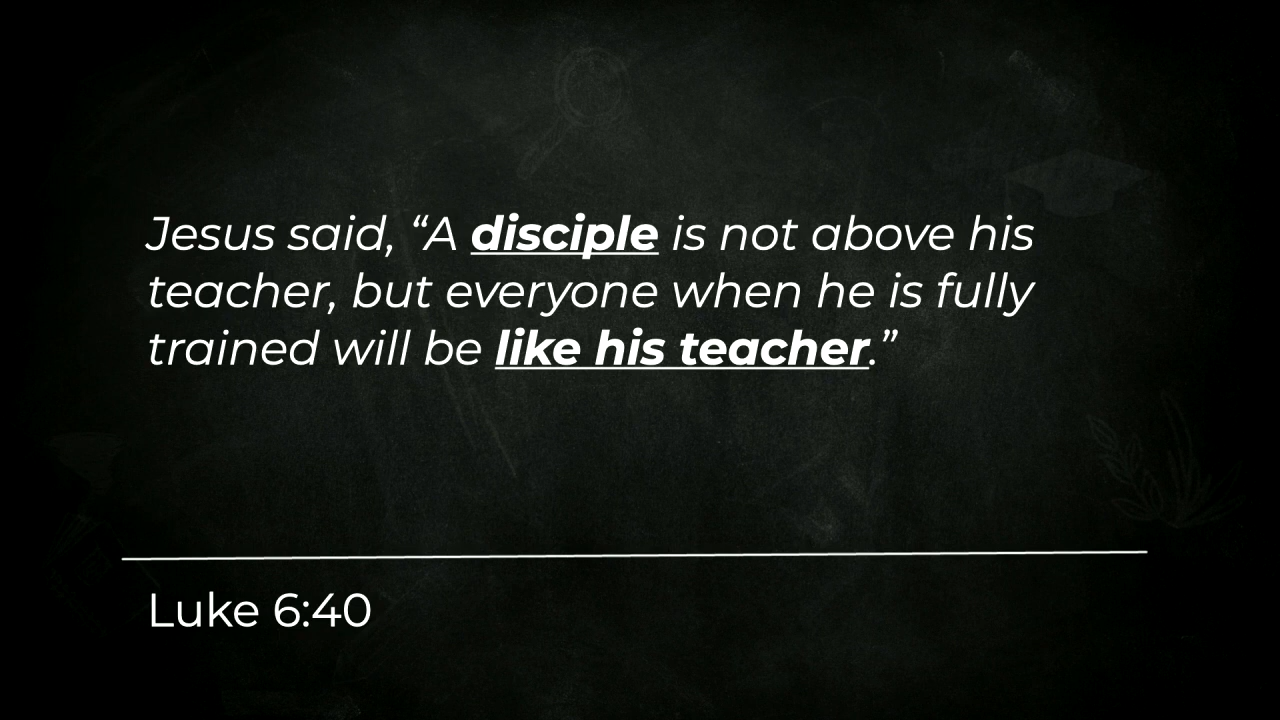 Jesus said, “A disciple is not above his
teacher, but everyone when he is fully
trained will be like his teacher.”
Luke 6:40